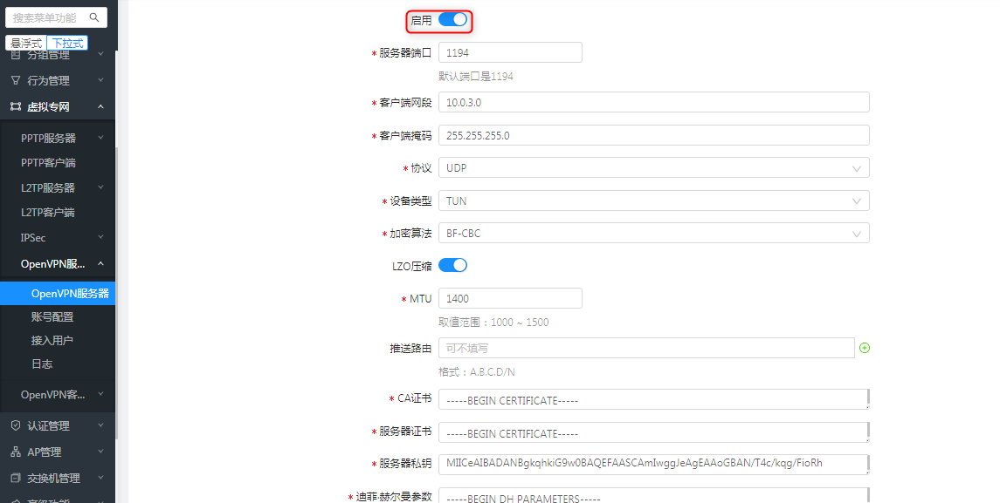 搜索菜单功能
悬浮式 下拉式
分组管理
行为管理
虚拟专网
PPTP服务器
PPTP客户端
L2TP服务器
L2TP客户端
IPSec
OpenVPN服...
OpenVPN服务器
账号配置
接入用户
日志
OpenVPN客...
认证管理
AP管理
交换机管理
高级功能
启用
* 服务器端口 1194
默认端口是1194
* 客户端网段 10.0.3.0
* 客户端掩码 255.255.255.0
* 协议 UDP
* 设备类型 TUN
* 加密算法 BF-CBC
LZO压缩
* MTU 1400
取值范围：1000 ~ 1500
推送路由 可不填写
格式：A.B.C.D/N
* CA证书 -----BEGIN CERTIFICATE-----
* 服务器证书 -----BEGIN CERTIFICATE-----
* 服务器私钥 MIICeAIBADANBgkqhkiG9w0BAQEFAASCAmIwggJeAgEAAoGBAN/T4c/kqg/FioRh
* 迪菲·赫尔曼参数 -----BEGIN DH PARAMETERS-----